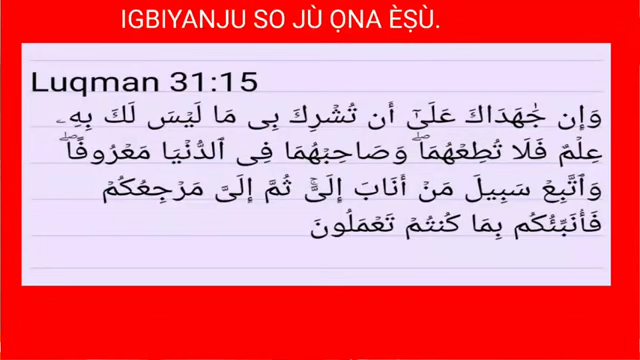 IGBIYANJU SO JÙ ỌNA ÈṢÙ.
Luqman 31:15
وَإِن جَٰهَدَاكَ عَلَىٰٓ أَن تُشْرِكَ بِى مَا لَيْسَ لَكَ بِهِۦ
عِلْمٌ فَلَا تُطِعْهُمَا ۖ وَصَاحِبْهُمَا فِى ٱلدُّنْيَا مَعْرُوفًا ۖ
وَٱتَّبِعْ سَبِيلَ مَنْ أَنَابَ إِلَىَّ ۚ ثُمَّ إِلَىَّ مَرْجِعُكُمْ
فَأُنَبِّئُكُم بِمَا كُنتُمْ تَعْمَلُونَ